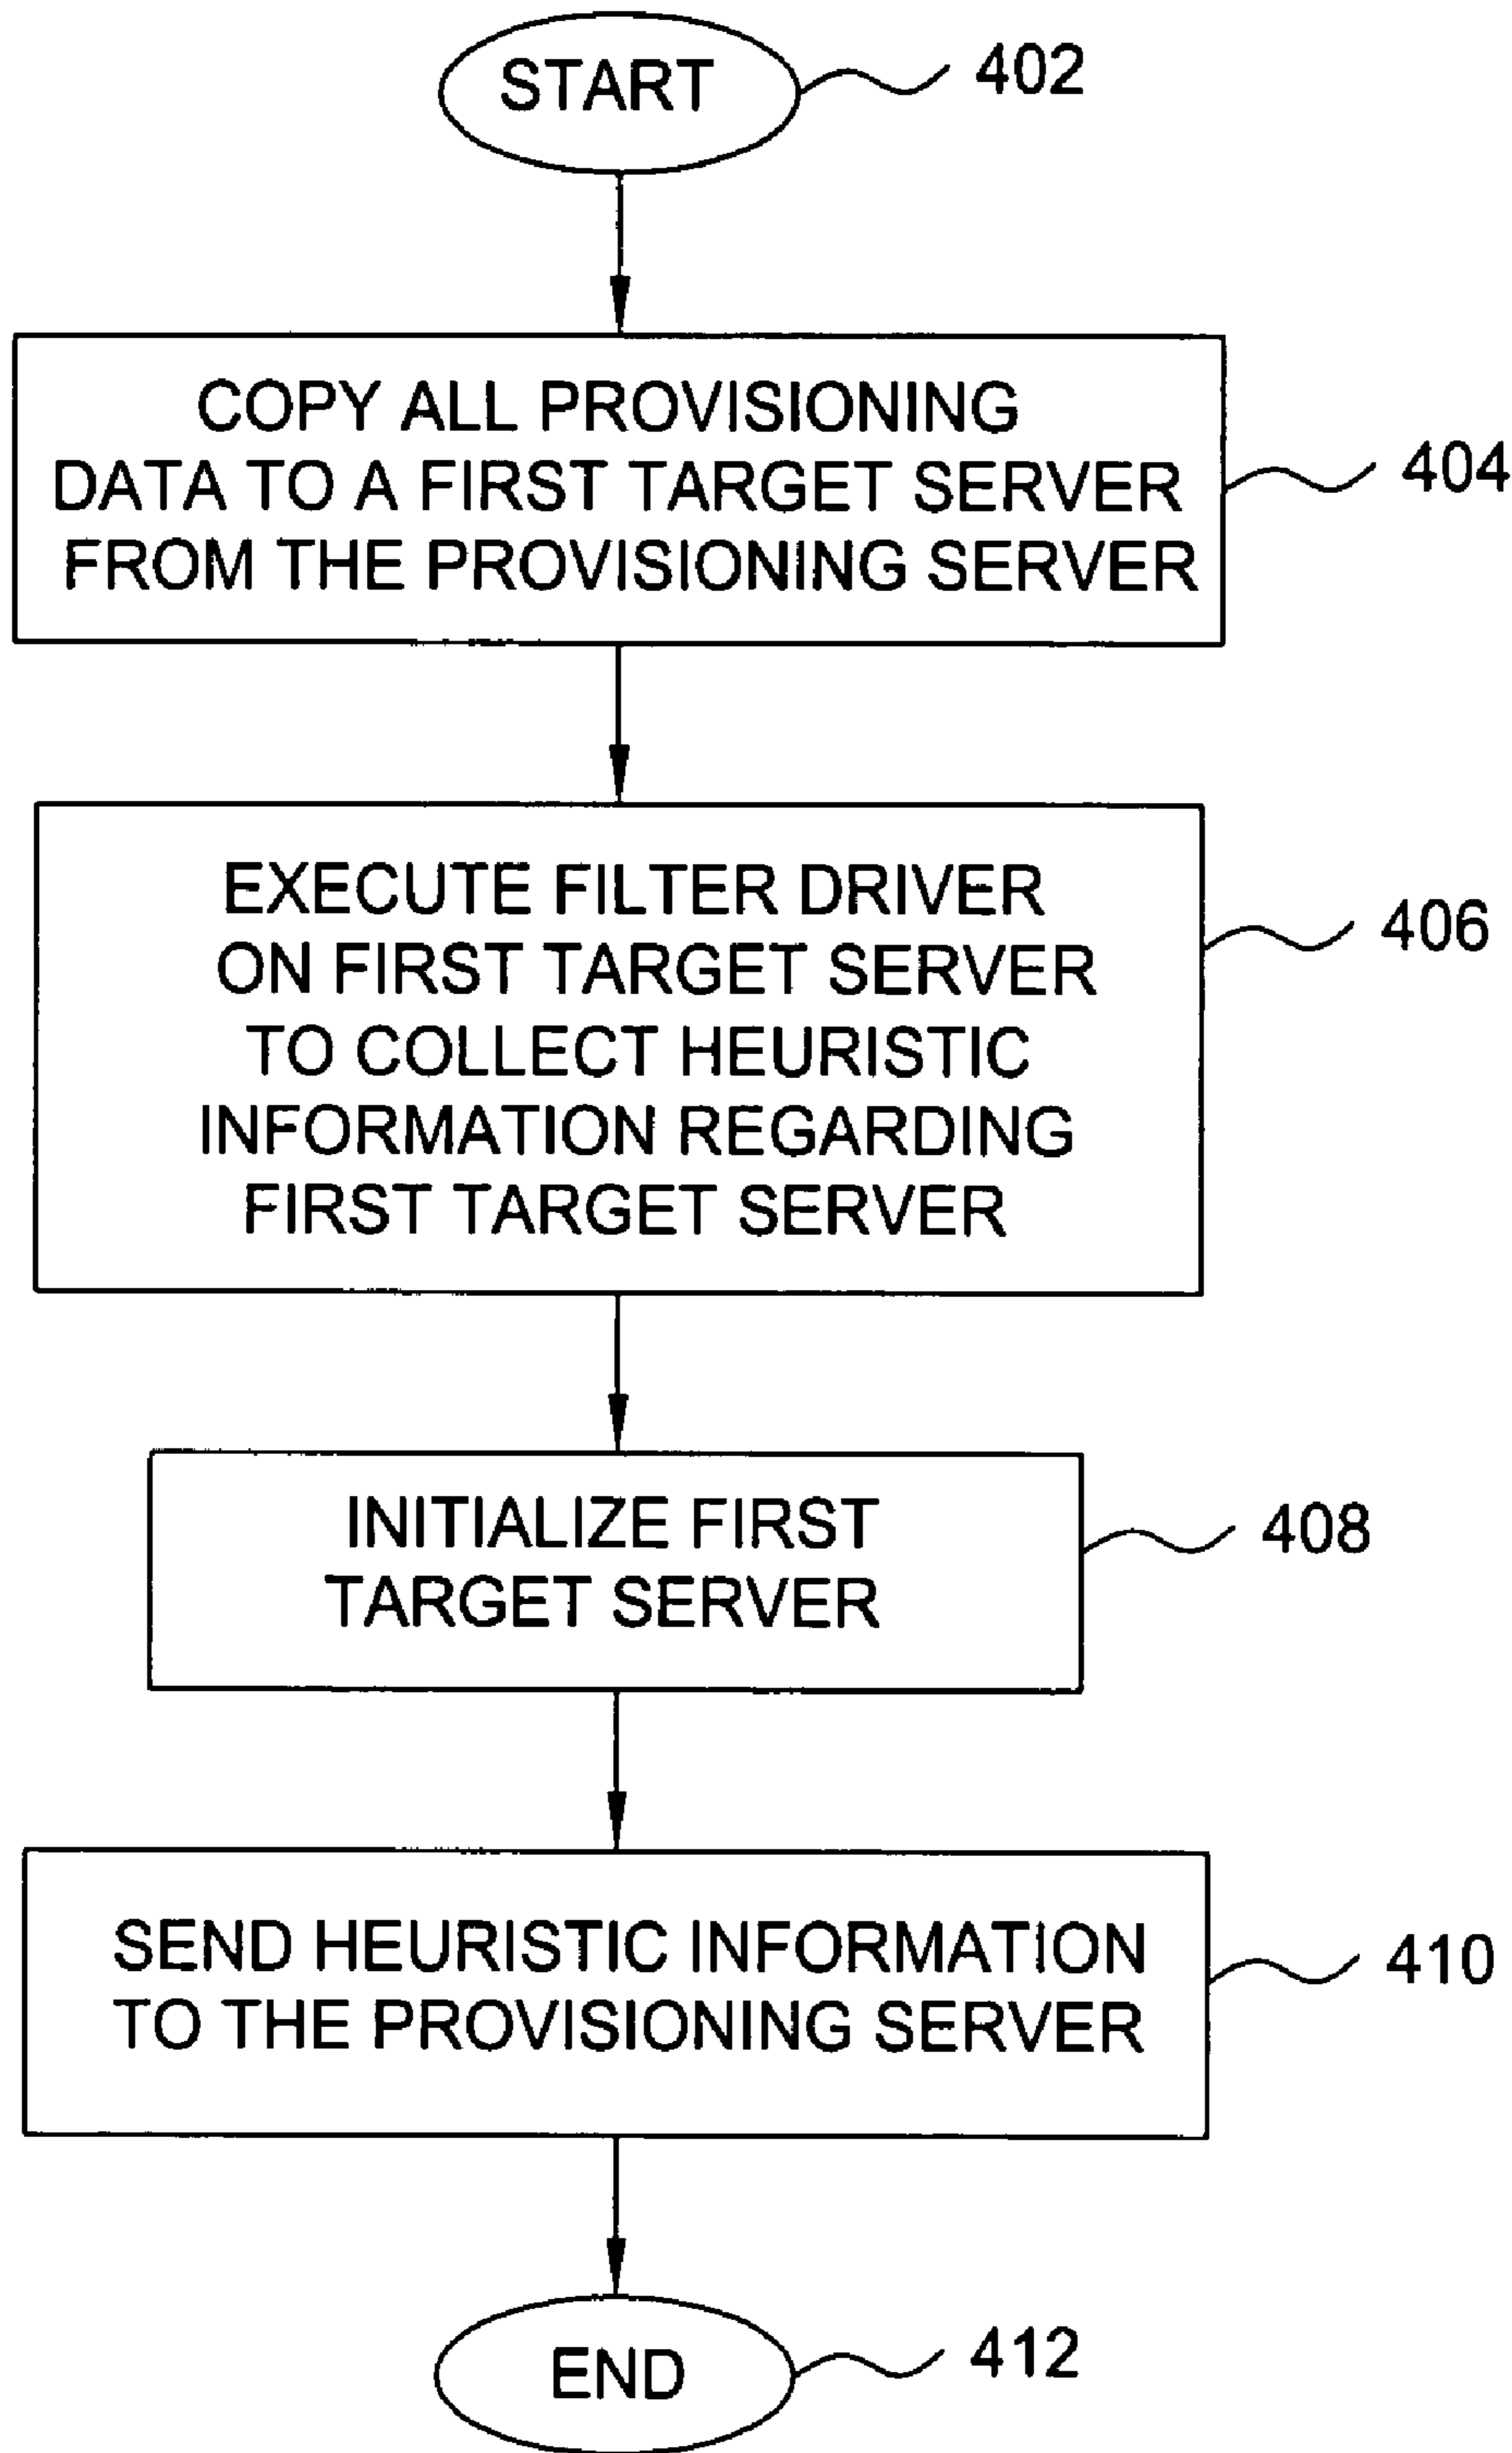 START
402
COPY ALL PROVISIONING
DATA TO A FIRST TARGET SERVER
FROM THE PROVISIONING SERVER
404
EXECUTE FILTER DRIVER
ON FIRST TARGET SERVER
TO COLLECT HEURISTIC
INFORMATION REGARDING
FIRST TARGET SERVER
406
INITIALIZE FIRST
TARGET SERVER
408
SEND HEURISTIC INFORMATION
TO THE PROVISIONING SERVER
410
END
412